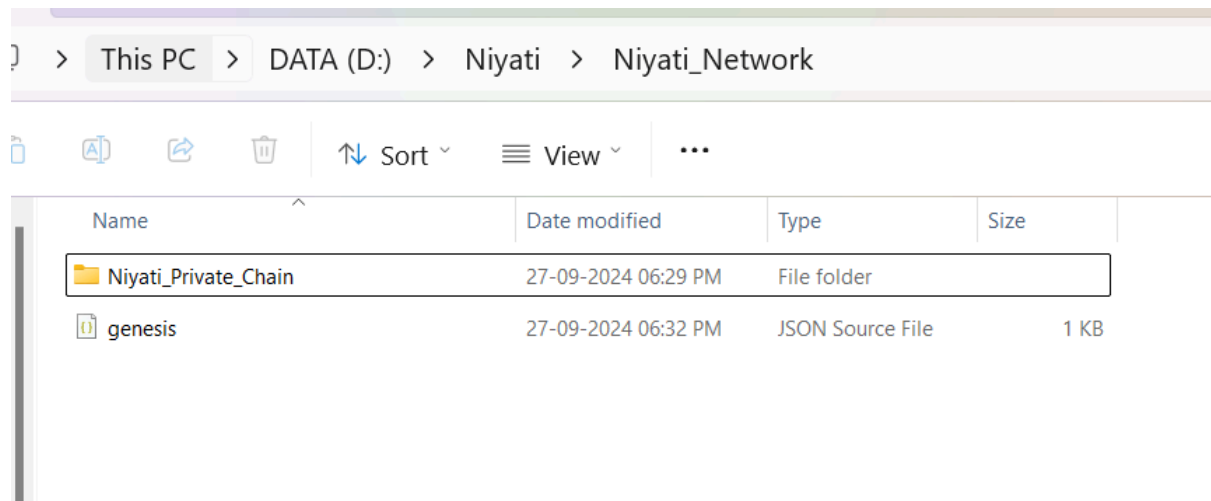 > This PC > DATA (D:) > Niyati > Niyati_Network
Sort View ...
Name Date modified Type Size
Niyati_Private_Chain 27-09-2024 06:29 PM File folder
genesis 27-09-2024 06:32 PM JSON Source File 1 KB